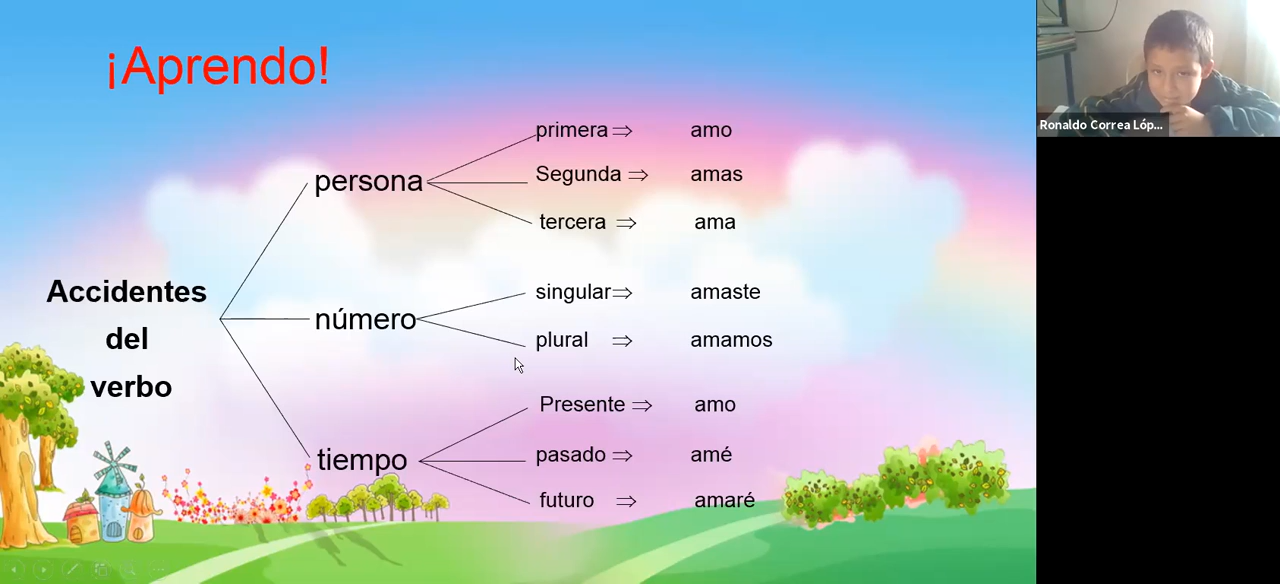 ¡Aprendo!
primera ⇒ amo
persona
Segunda ⇒ amas
tercera ⇒ ama
Accidentes
del
verbo
número
singular ⇒ amaste
plural ⇒ amamos
tiempo
Presente ⇒ amo
pasado ⇒ amé
futuro ⇒ amaré
Ronaldo Correa Lóp...